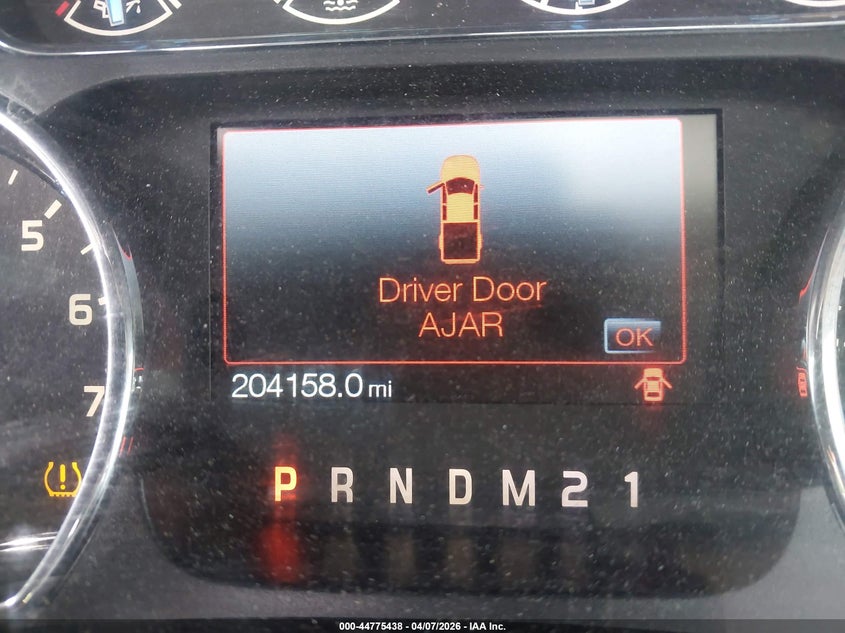 5
6
7
Driver Door
AJAR
OK
204158.0 mi
P R N D M 2 1
000-44775438 - 04/07/2026 - IAA Inc.